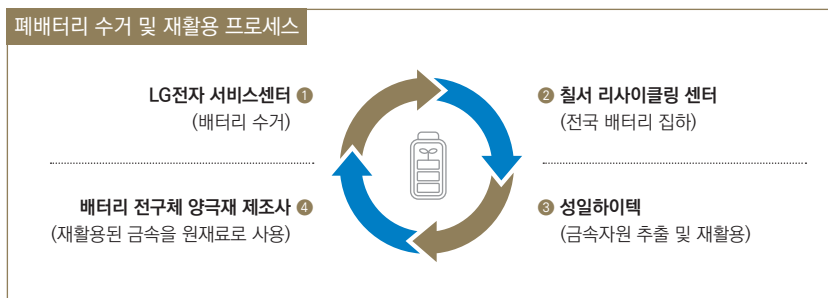 폐배터리 수거 및 재활용 프로세스
LG전자 서비스센터 ❶
(배터리 수거)
❷ 칠서 리사이클링 센터
(전국 배터리 집하)
❸ 성일하이텍
(금속자원 추출 및 재활용)
배터리 전구체 양극재 제조사 ❹
(재활용된 금속을 원재료로 사용)